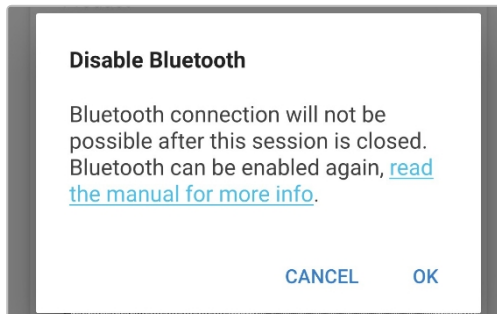 Disable Bluetooth
Bluetooth connection will not be
possible after this session is closed.
Bluetooth can be enabled again, read
the manual for more info.
CANCEL OK